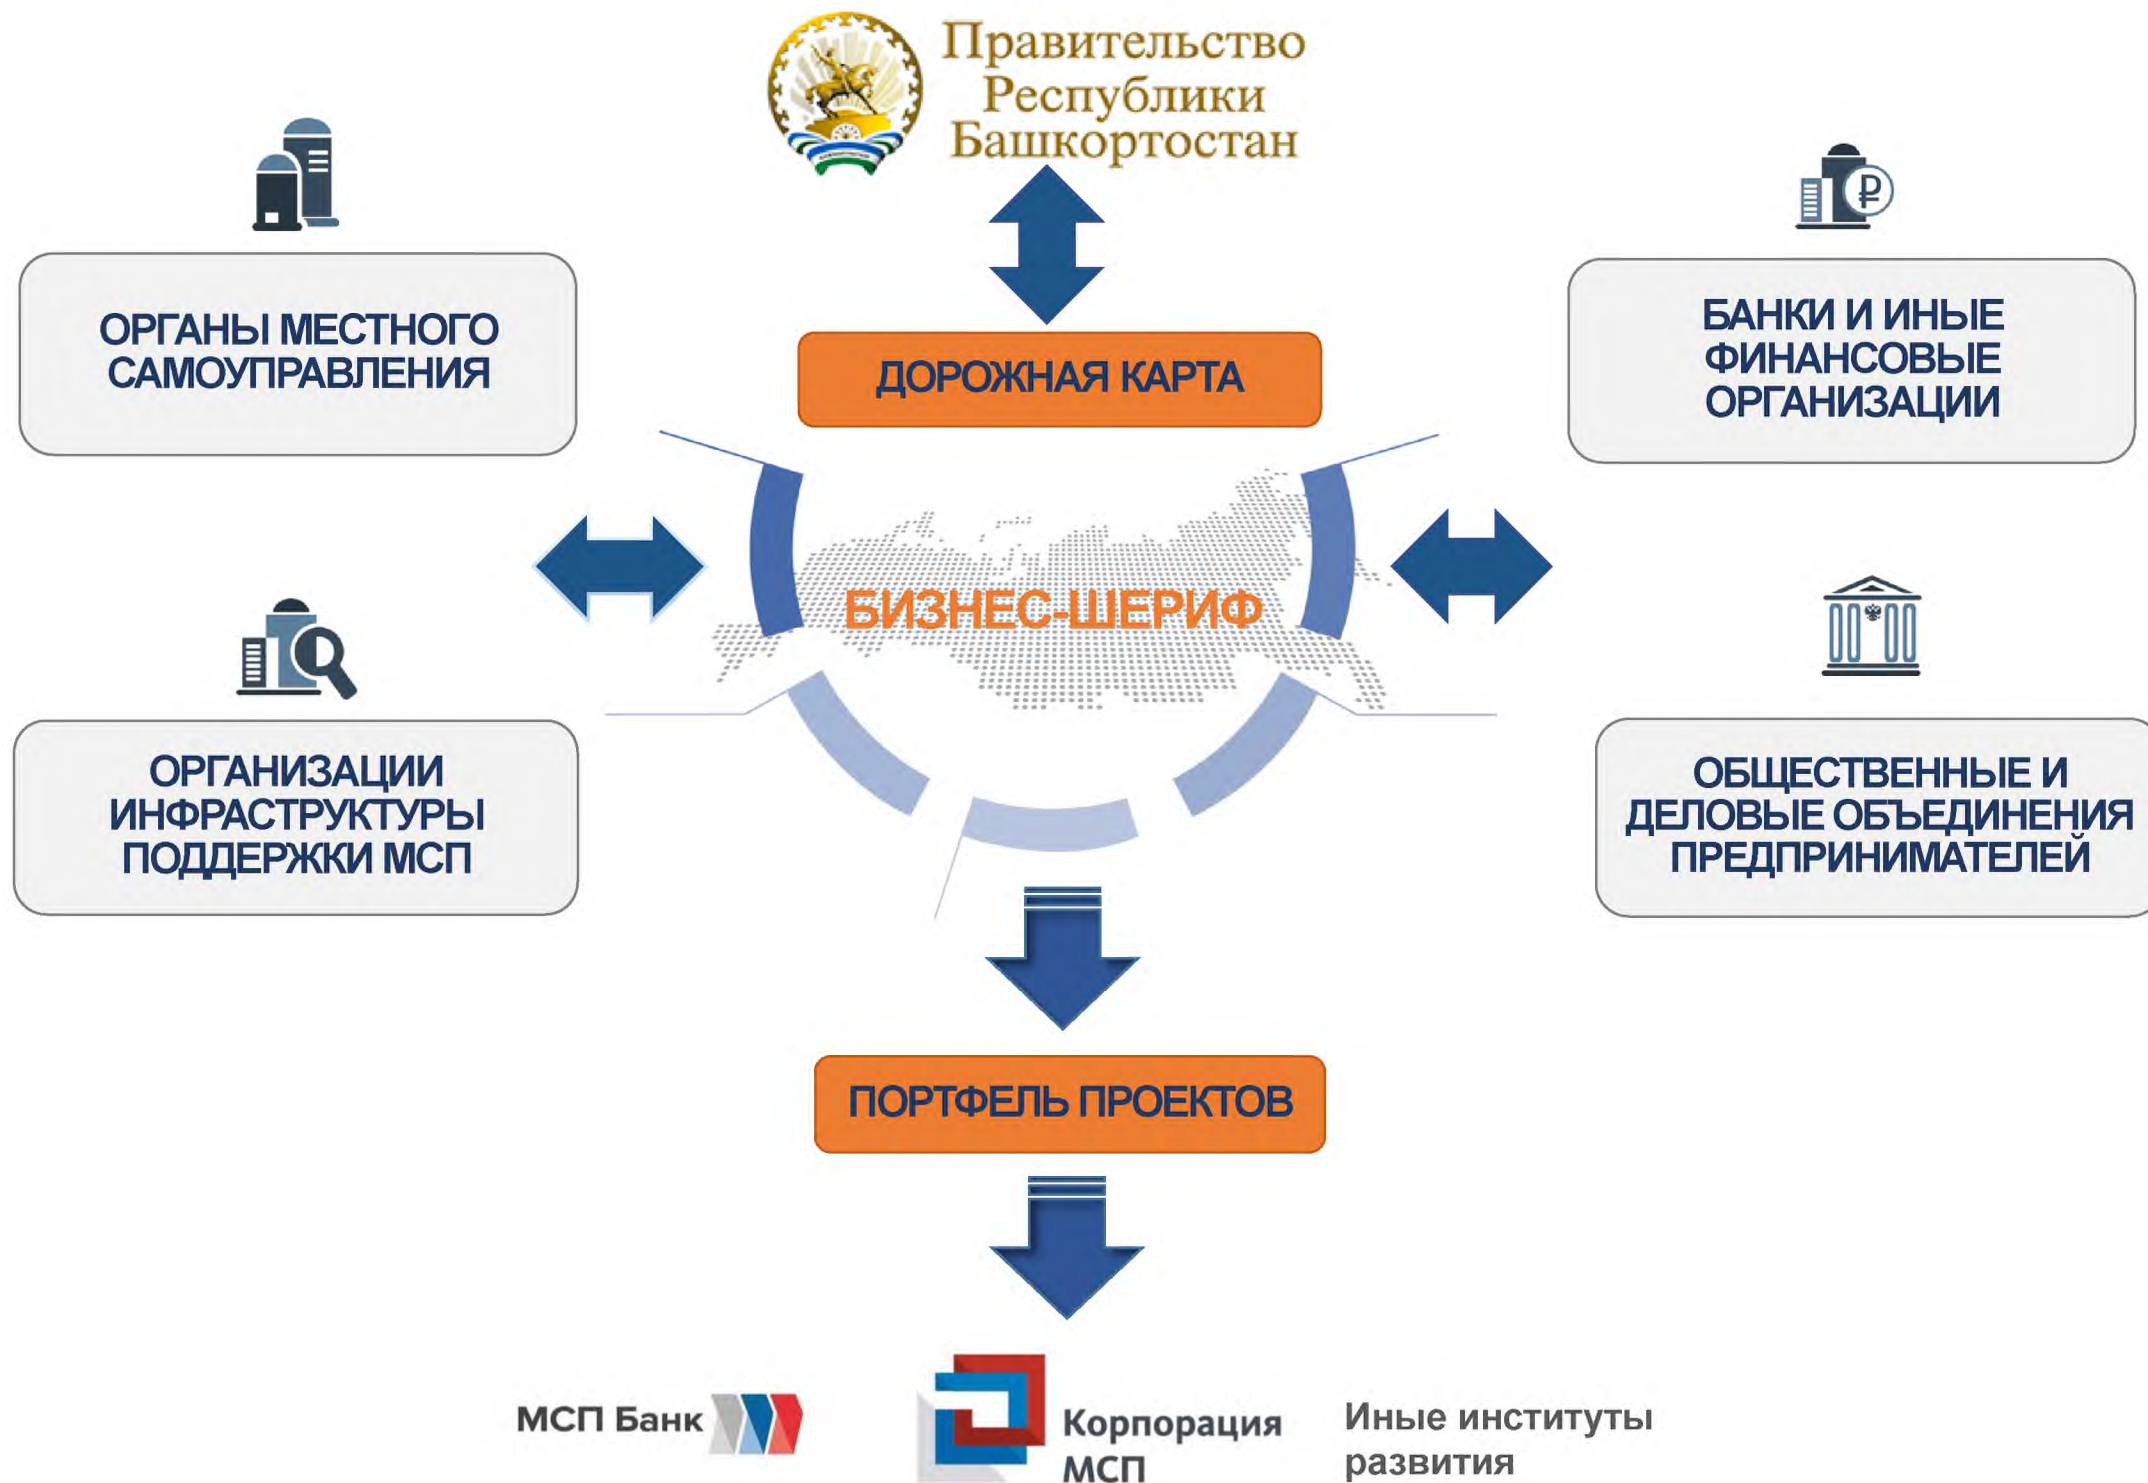 Правительство
Республики
Башкортостан
ОРГАНЫ МЕСТНОГО
САМОУПРАВЛЕНИЯ
ДОРОЖНАЯ КАРТА
БАНКИ И ИНЫЕ
ФИНАНСОВЫЕ
ОРГАНИЗАЦИИ
БИЗНЕС-ШЕРИФ
ОРГАНИЗАЦИИ
ИНФРАСТРУКТУРЫ
ПОДДЕРЖКИ МСП
ОБЩЕСТВЕННЫЕ И
ДЕЛОВЫЕ ОБЪЕДИНЕНИЯ
ПРЕДПРИНИМАТЕЛЕЙ
ПОРТФЕЛЬ ПРОЕКТОВ
МСП Банк
Корпорация
МСП
Иные институты
развития